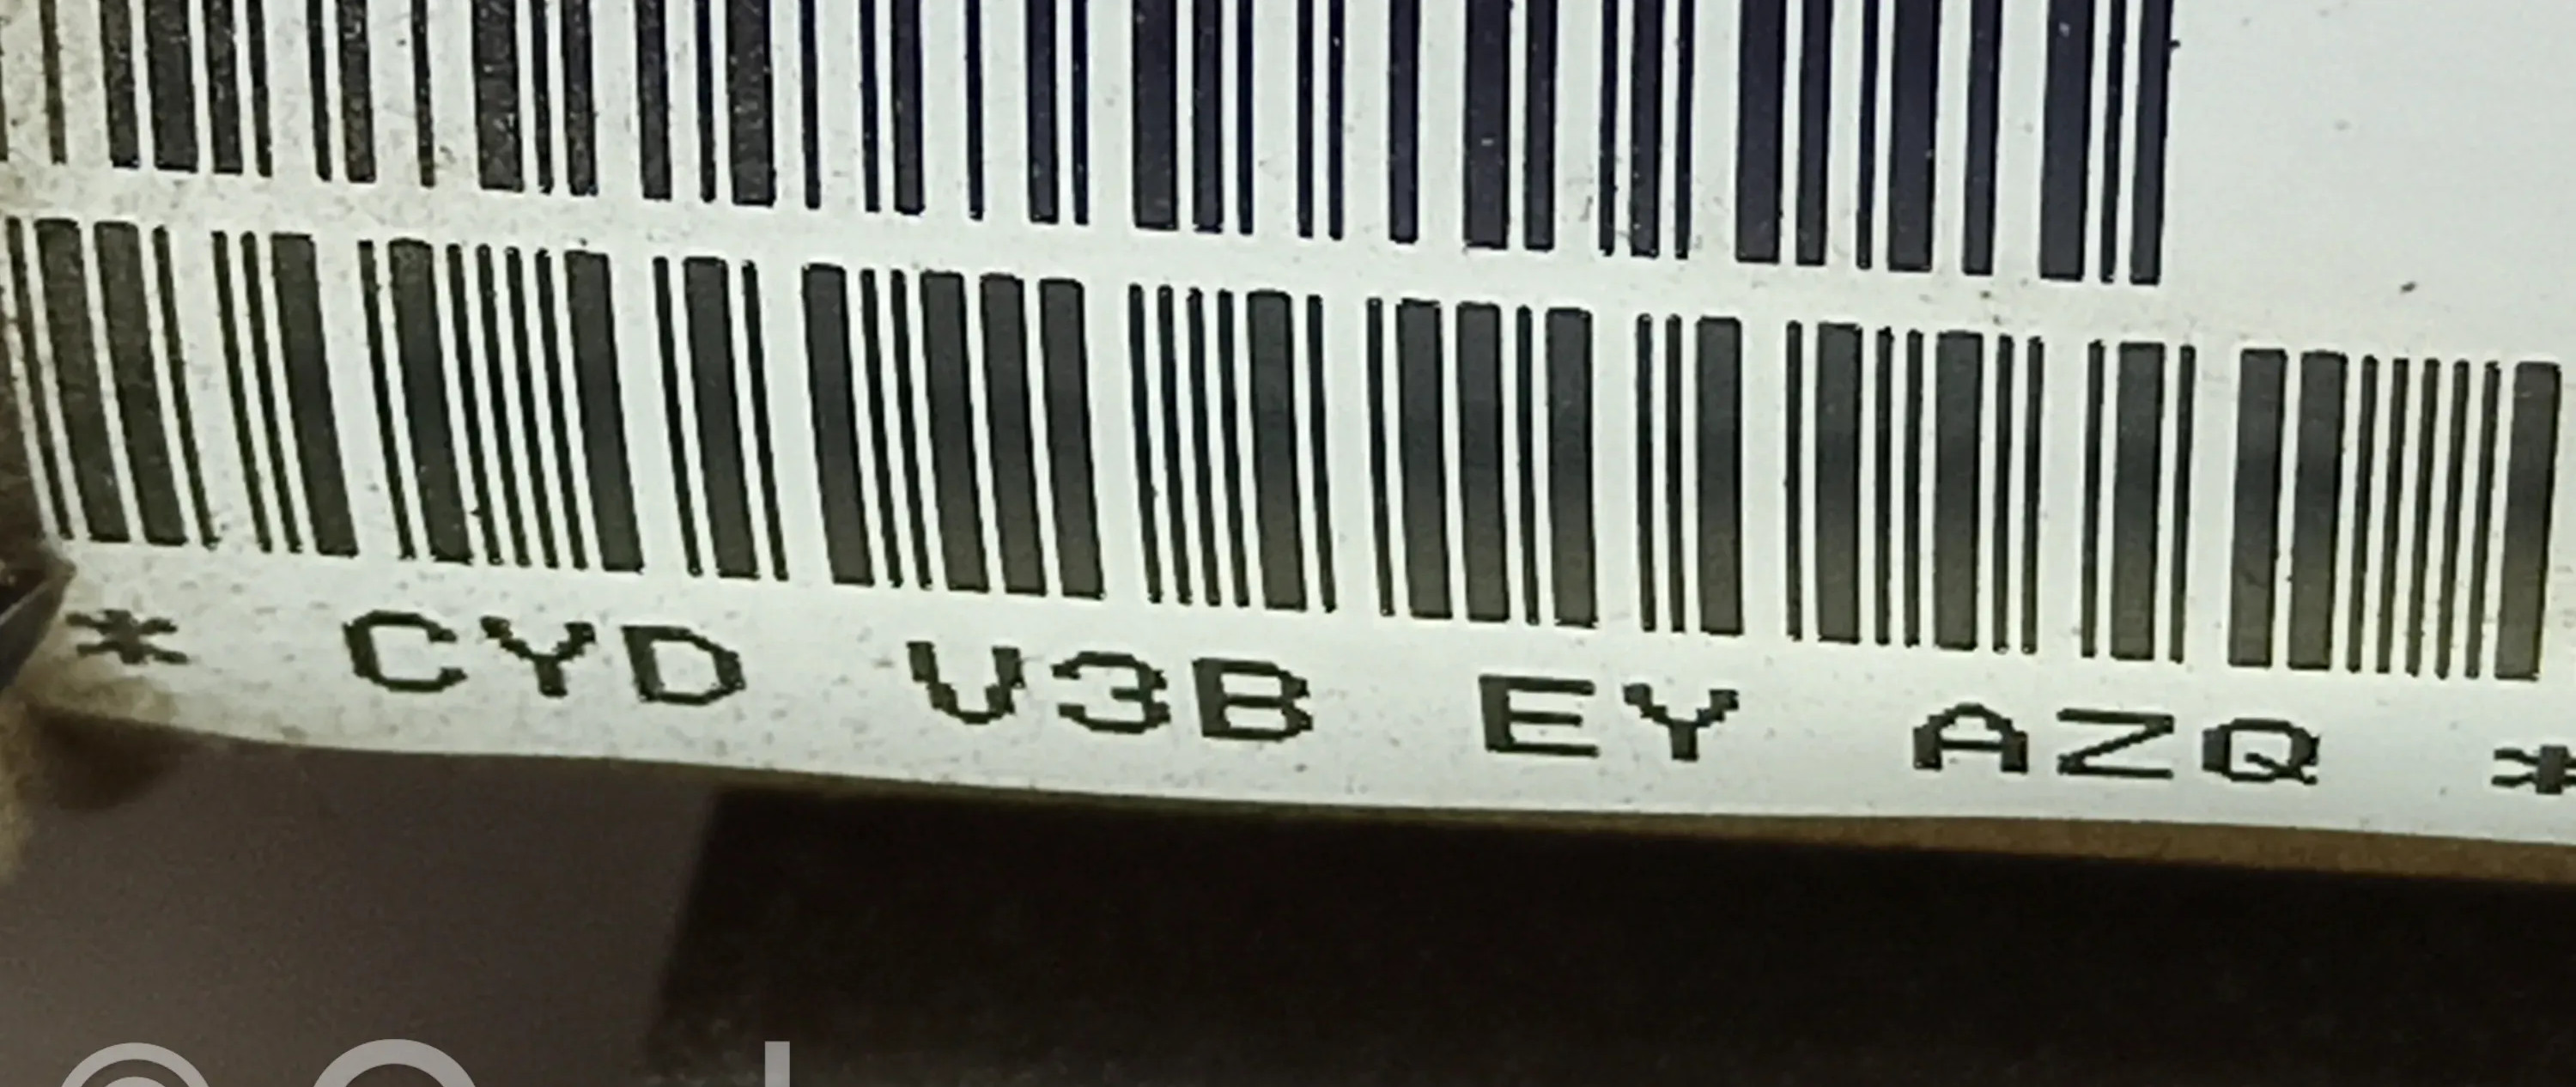 * CYD V3B EY AZQ *